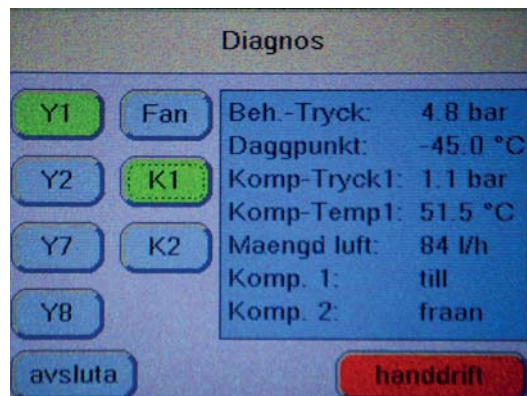 Diagnos
Y1 Fan
Y2 K1
Y7 K2
Y8
Beh.-Tryck: 4.8 bar
Daggpunkt: -45.0 °C
Komp-Tryck1: 1.1 bar
Komp-Temp1: 51.5 °C
Maengd luft: 84 l/h
Komp. 1: till
Komp. 2: fraan
avsluta handdrift